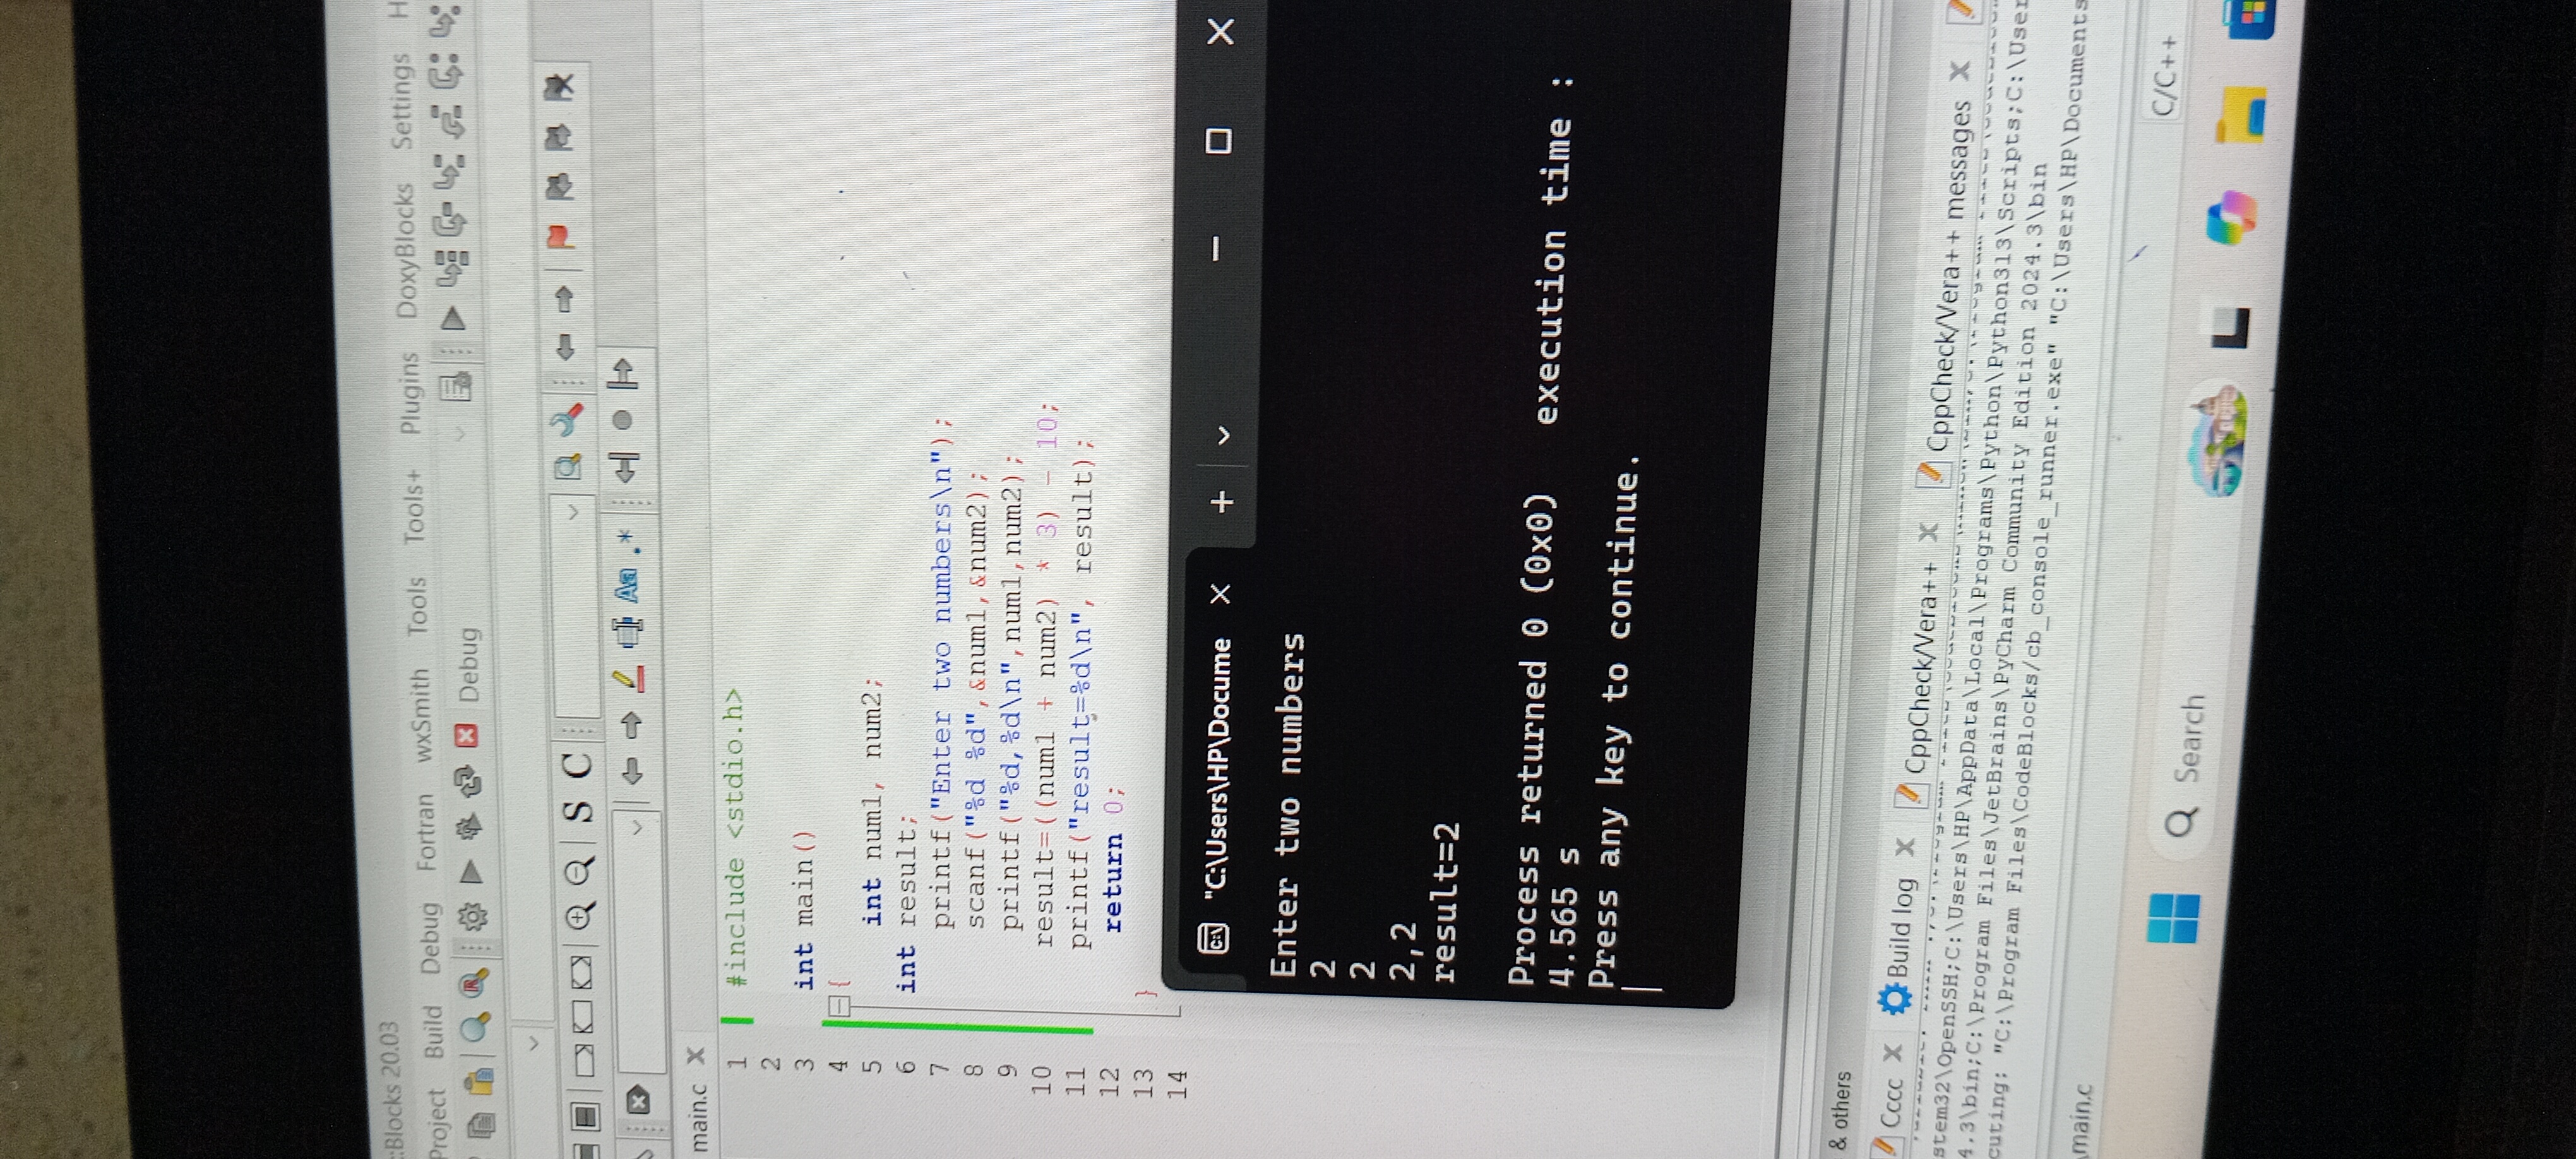 ::Blocks 20.03
Project Build Debug Fortran wxSmith Tools Tools+ Plugins DoxyBlocks Settings H
Debug
S C
Aa .*
main.c X
1 #include <stdio.h>
2
3 int main()
4 {
5 int num1, num2;
6 int result;
7 printf("Enter two numbers\n");
8 scanf("%d %d",&num1,&num2);
9 printf("%d,%d\n",num1,num2);
10 result=((num1 + num2) * 3) - 10;
11 printf("result=%d\n", result);
12 return 0;
13 }
14
"C:\Users\HP\Docume
Enter two numbers
2
2
2,2
result=2
Process returned 0 (0x0) execution time :
4.565 s
Press any key to continue.
& others
Cccc X Build log X CppCheck/Vera++ X CppCheck/Vera++ messages X
stem32\OpenSSH;C:\Users\HP\AppData\Local\Programs\Python\Python313\Scripts;C:\User
4.3\bin;C:\Program Files\JetBrains\PyCharm Community Edition 2024.3\bin
cuting: "C:\Program Files\CodeBlocks/cb_console_runner.exe" "C:\Users\HP\Documents
\main.c
C/C++
Search